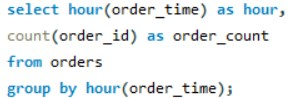 select hour(order_time) as hour,
count(order_id) as order_count
from orders
group by hour(order_time);